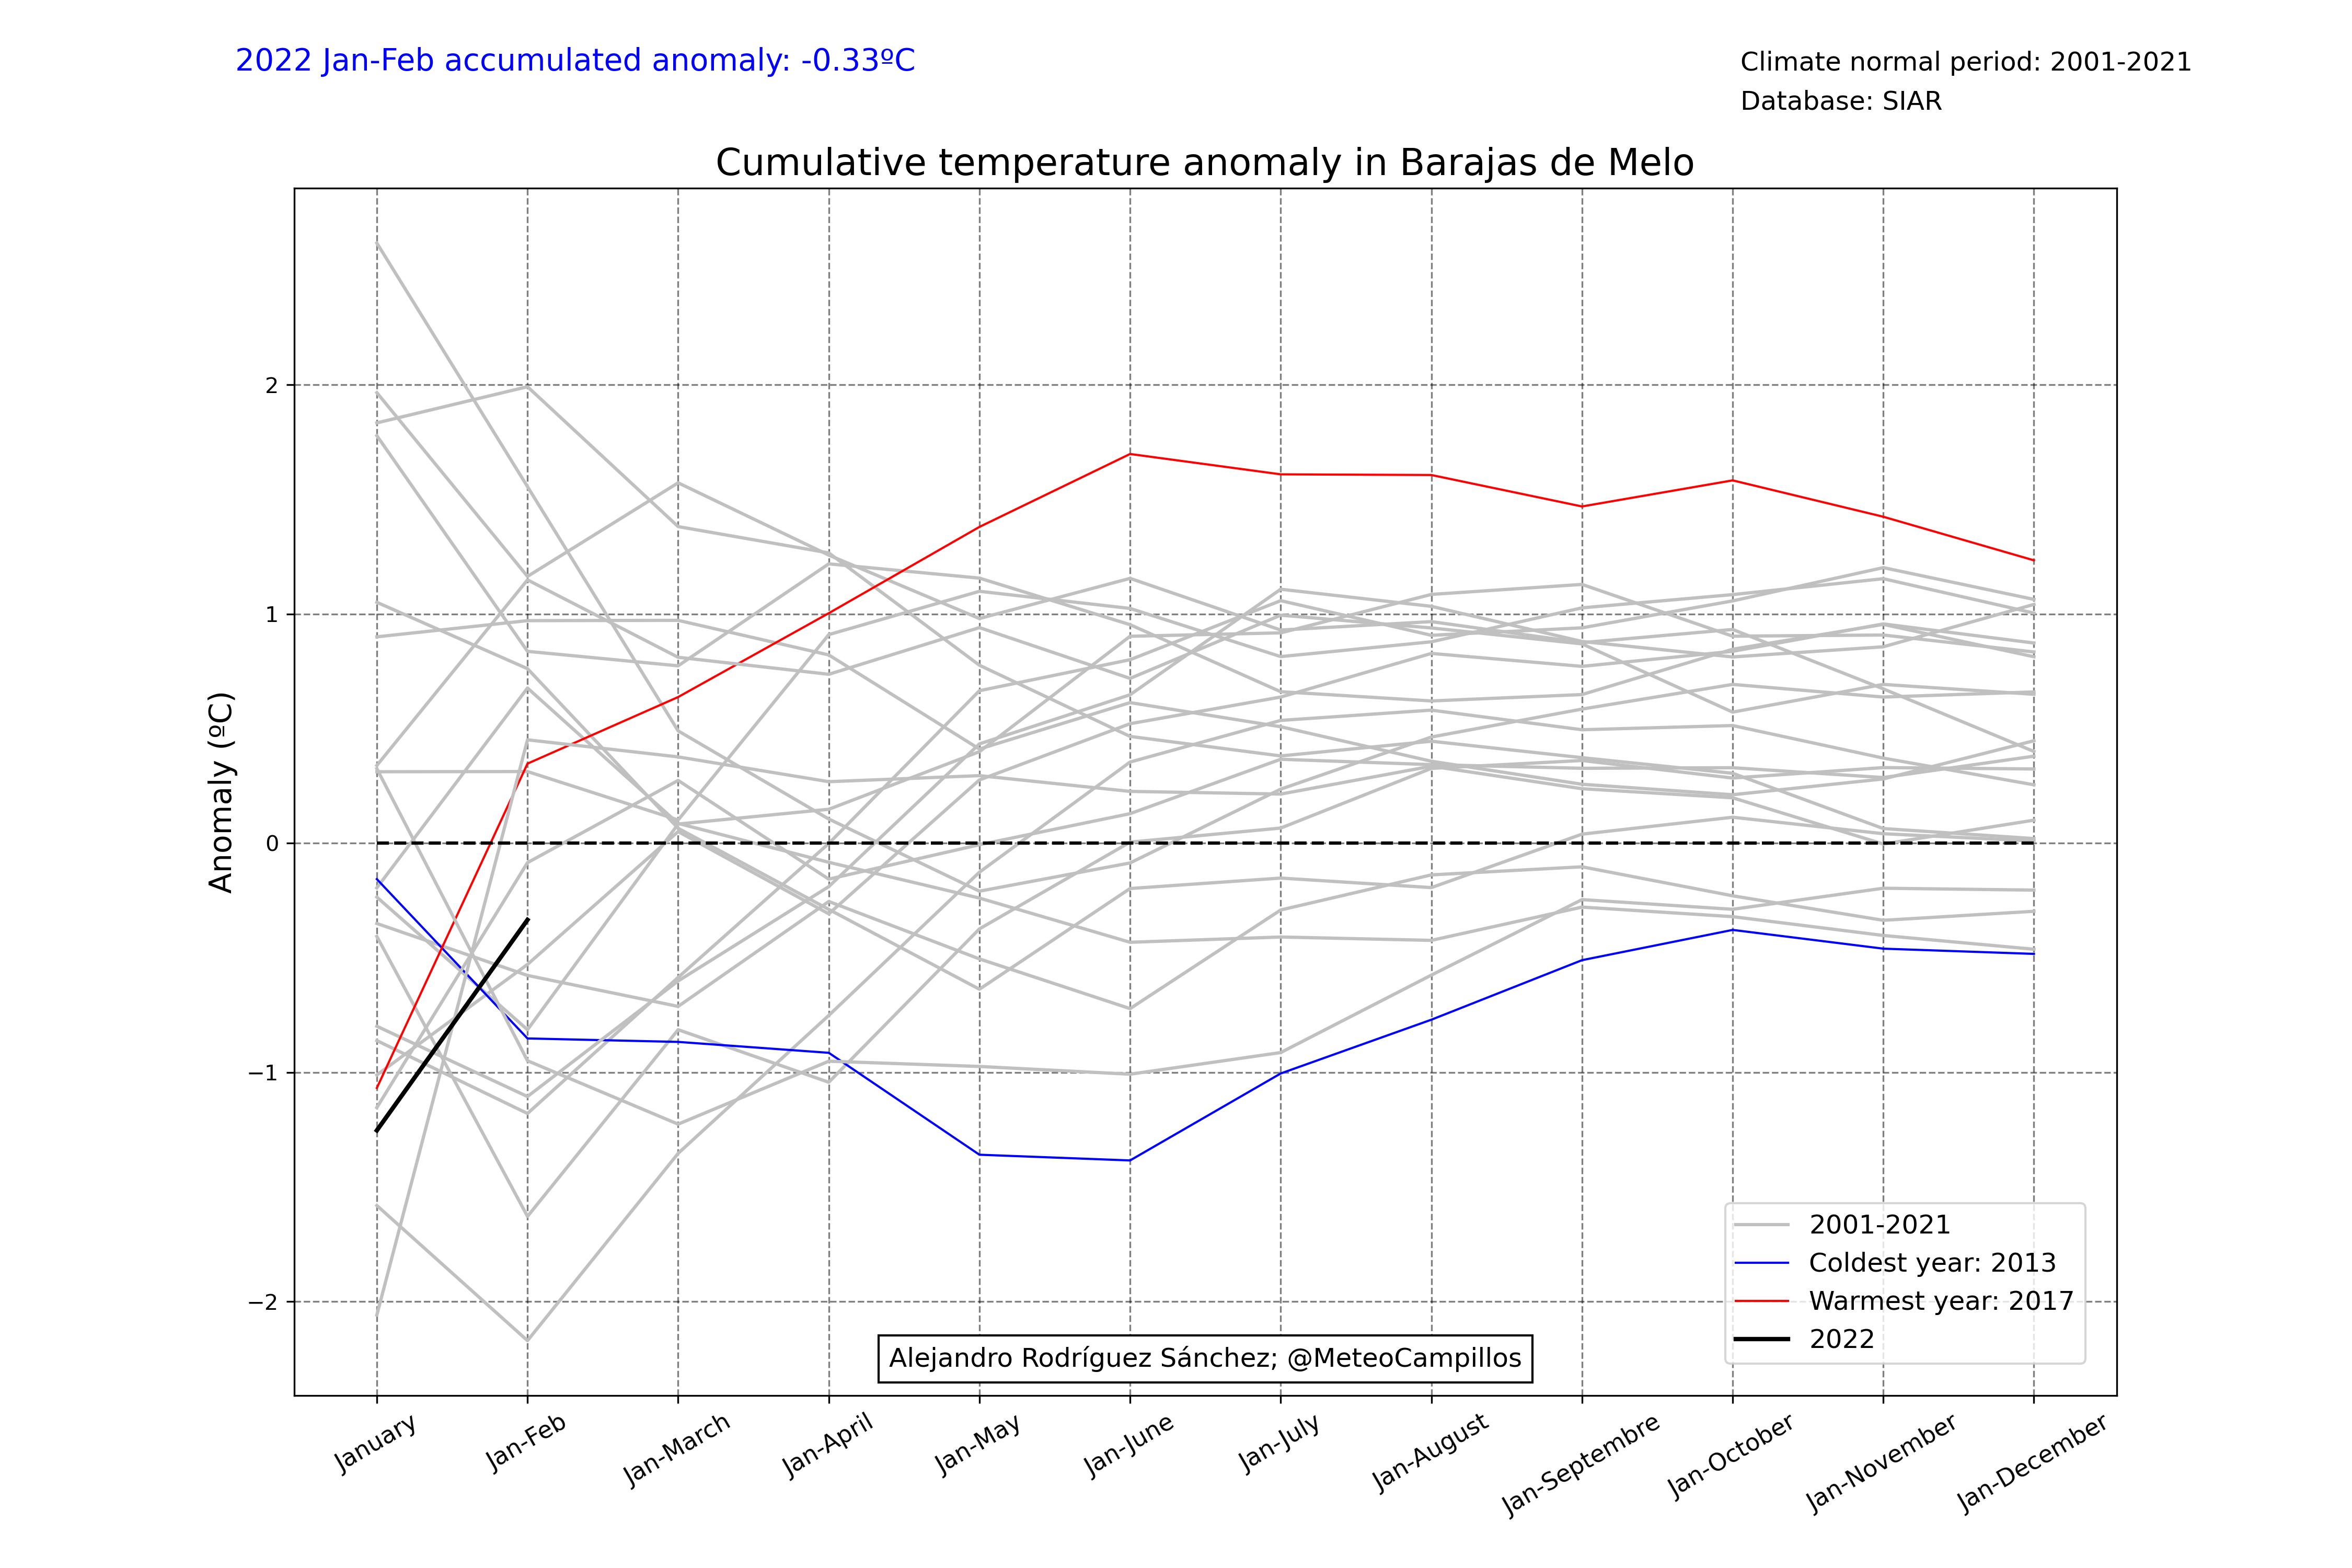 2022 Jan-Feb accumulated anomaly: -0.33ºC
Climate normal period: 2001-2021
Database: SIAR
Cumulative temperature anomaly in Barajas de Melo
Anomaly (ºC)
2
1
0
−1
−2
2001-2021
Coldest year: 2013
Warmest year: 2017
2022
Alejandro Rodríguez Sánchez; @MeteoCampillos
January
Jan-Feb
Jan-March
Jan-April
Jan-May
Jan-June
Jan-July
Jan-August
Jan-Septembre
Jan-October
Jan-November
Jan-December